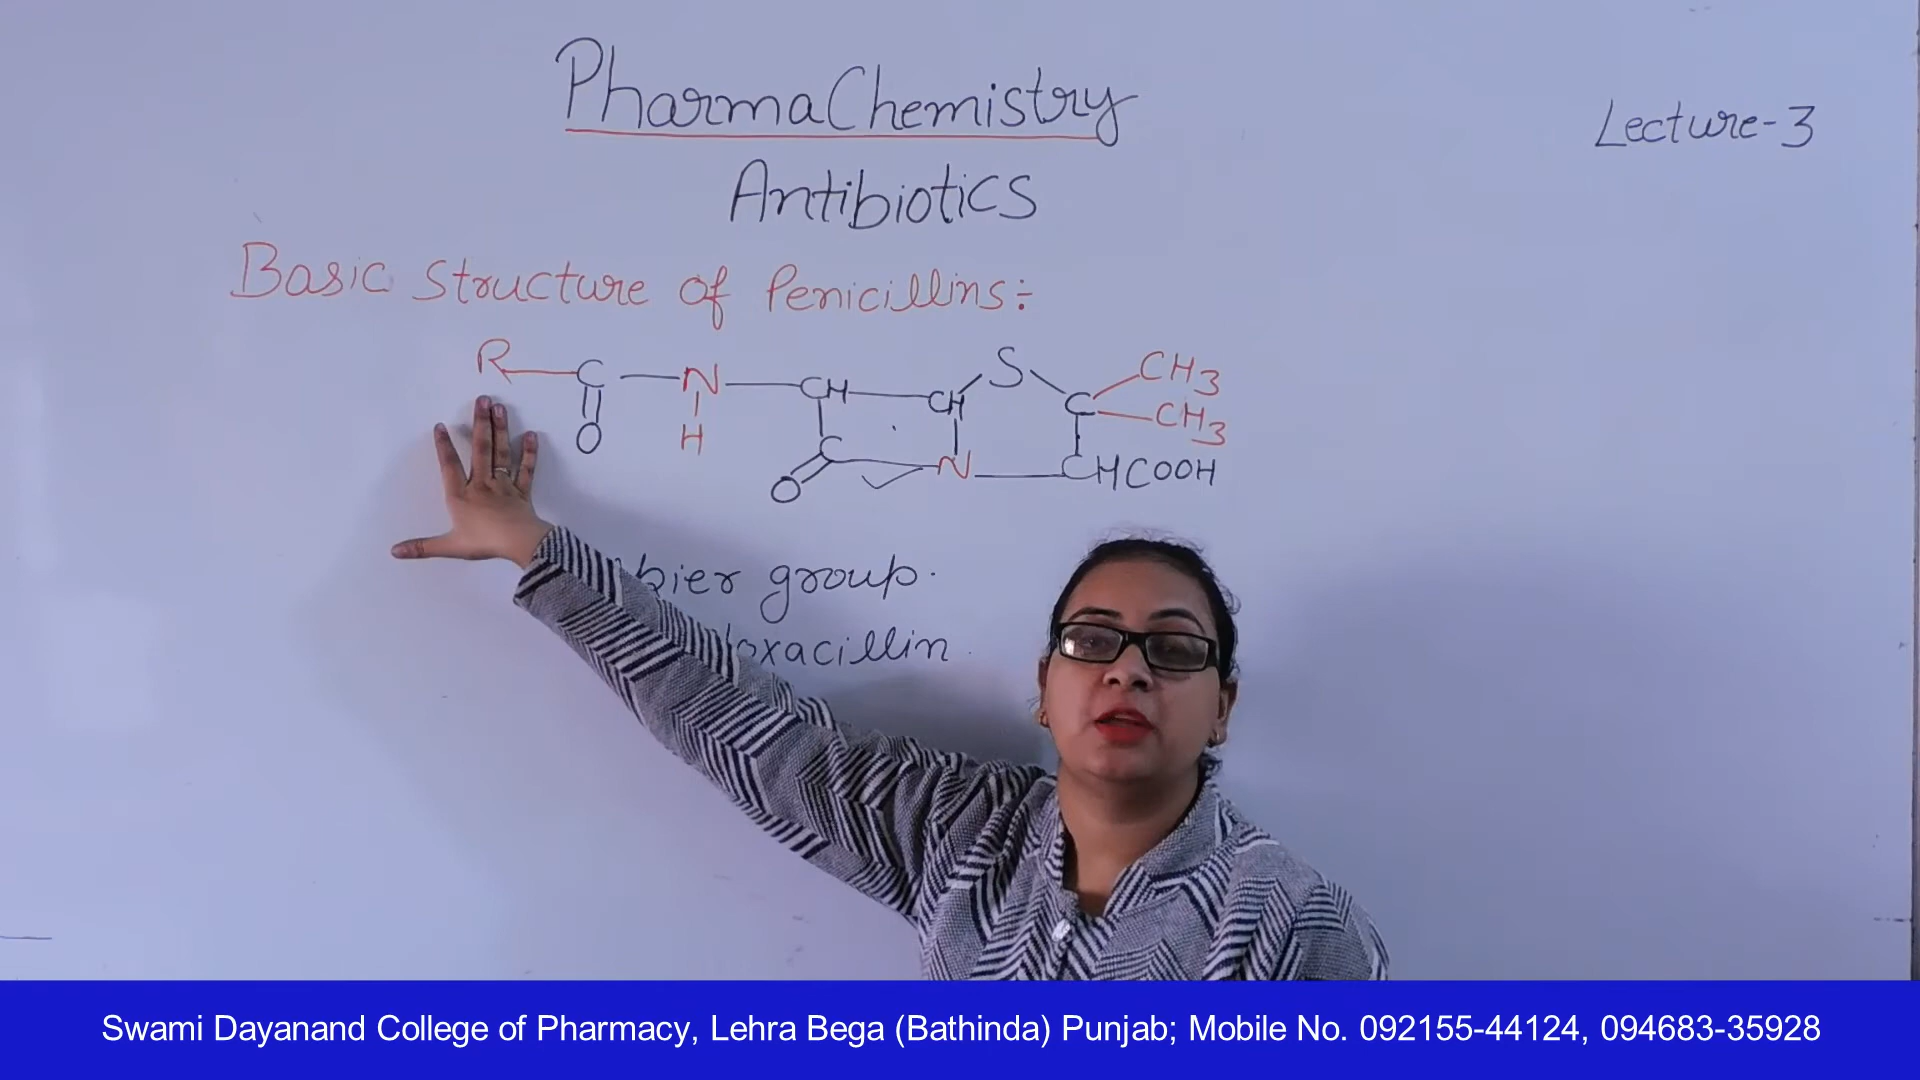 PharmaChemistry
Lecture-3
Antibiotics
Basic Structure of Penicillins:
R C N CH CH S C CH3
CH3
O H C N CHCOOH
O
group.
Swami Dayanand College of Pharmacy, Lehra Bega (Bathinda) Punjab; Mobile No. 092155-44124, 094683-35928